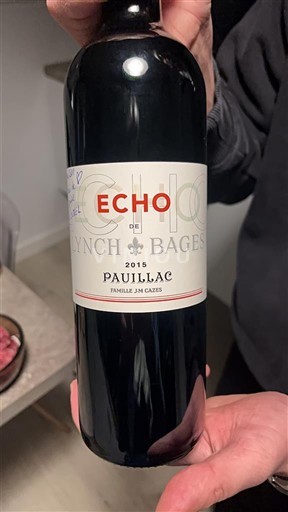 ECHO
DE
LYNCH BAGES
2015
PAUILLAC
FAMILLE J-M CAZES